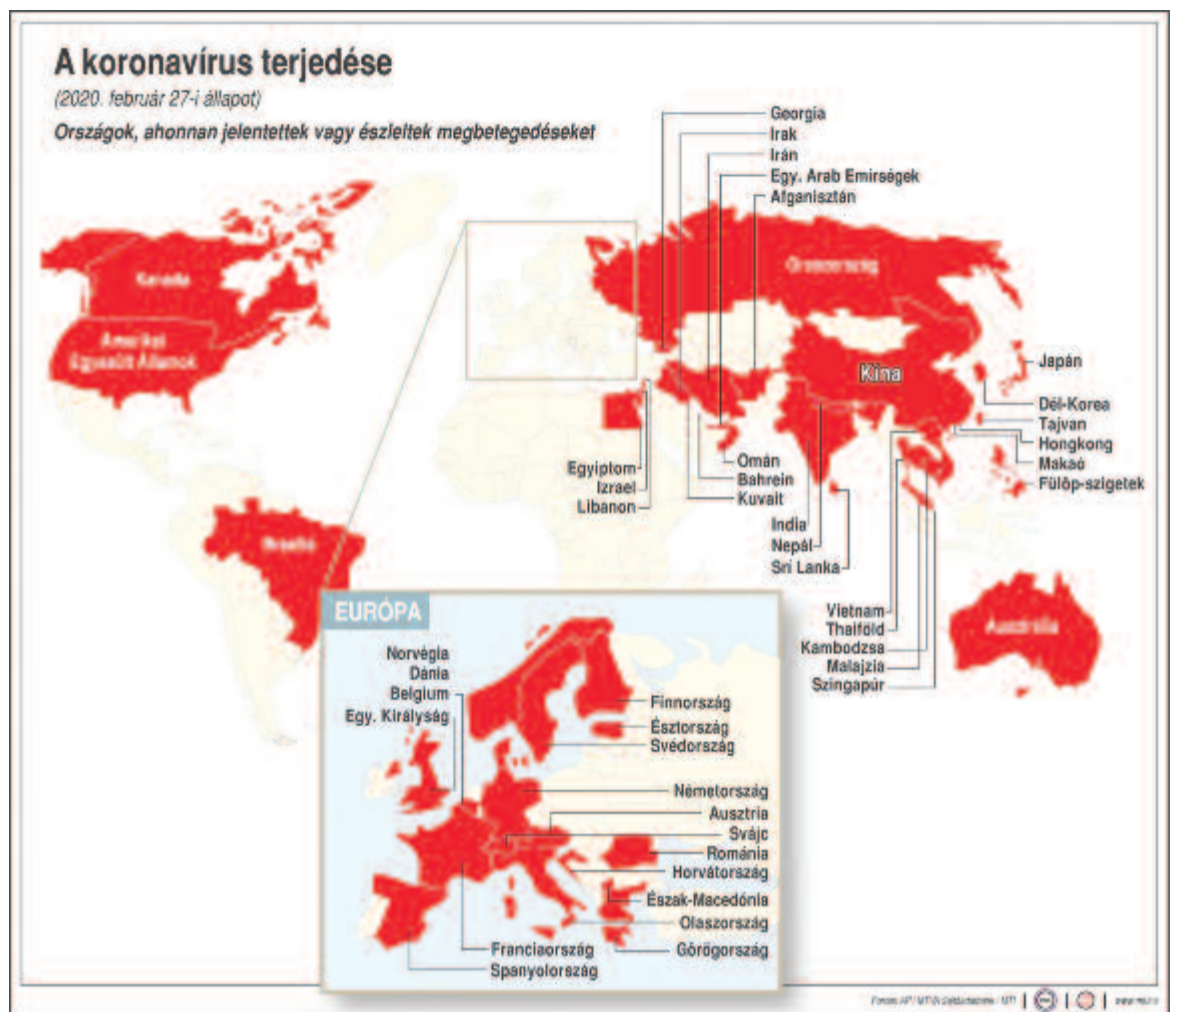 A koronavírus terjedése
(2020. február 27-i állapot)
Országok, ahonnan jelentettek vagy észleltek megbetegedéseket
Georgia
Irak
Irán
Egy. Arab Emirségek
Afganisztán
Kanada
Amerikai
Egyesült Államok
Oroszország
Kína
Japán
Dél-Korea
Tajvan
Hongkong
Makaó
Fülöp-szigetek
Egyiptom
Izrael
Libanon
Omán
Bahrein
Kuvait
India
Nepál
Srí Lanka
Brazília
Vietnam
Thaiföld
Kambodzsa
Malajzia
Szingapúr
Ausztrália
EURÓPA
Norvégia
Dánia
Belgium
Egy. Királyság
Finnország
Észtország
Svédország
Németország
Ausztria
Svájc
Románia
Horvátország
Észak-Macedónia
Olaszország
Görögország
Franciaország
Spanyolország